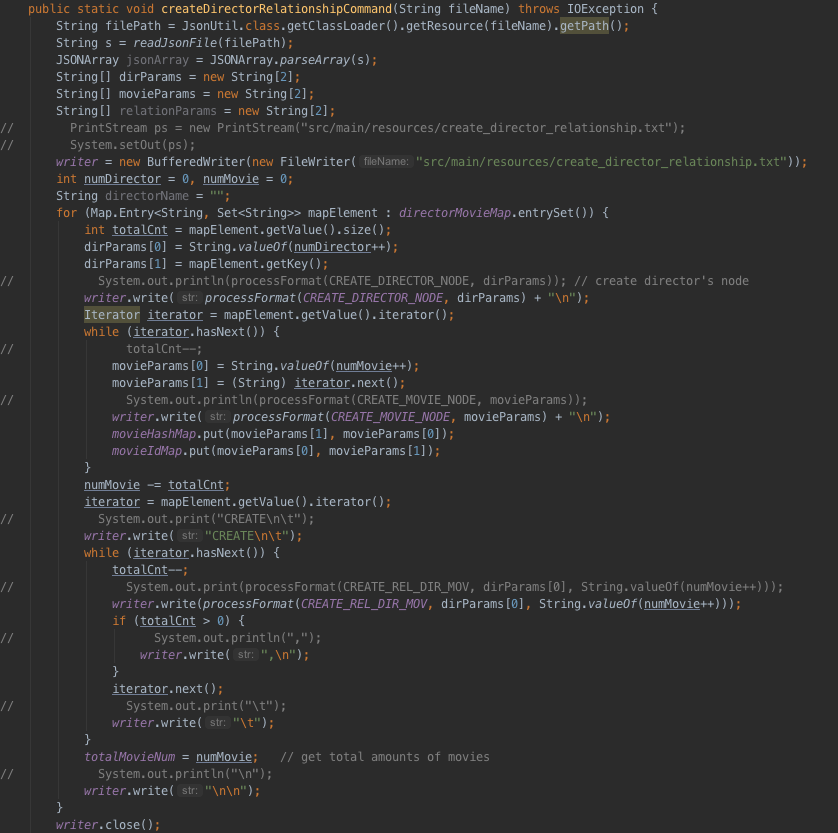 public static void createDirectorRelationshipCommand(String fileName) throws IOException {
String filePath = JsonUtil.class.getClassLoader().getResource(fileName).getPath();
String s = readJsonFile(filePath);
JSONArray jsonArray = JSONArray.parseArray(s);
String[] dirParams = new String[2];
String[] movieParams = new String[2];
String[] relationParams = new String[2];
// PrintStream ps = new PrintStream("src/main/resources/create_director_relationship.txt");
// System.setOut(ps);
writer = new BufferedWriter(new FileWriter( fileName: "src/main/resources/create_director_relationship.txt"));
int numDirector = 0, numMovie = 0;
String directorName = "";
for (Map.Entry<String, Set<String>> mapElement : directorMovieMap.entrySet()) {
int totalCnt = mapElement.getValue().size();
dirParams[0] = String.valueOf(numDirector++);
dirParams[1] = mapElement.getKey();
// System.out.println(processFormat(CREATE_DIRECTOR_NODE, dirParams)); // create director's node
writer.write( str: processFormat(CREATE_DIRECTOR_NODE, dirParams) + "\n");
Iterator iterator = mapElement.getValue().iterator();
while (iterator.hasNext()) {
// totalCnt--;
movieParams[0] = String.valueOf(numMovie++);
movieParams[1] = (String) iterator.next();
// System.out.println(processFormat(CREATE_MOVIE_NODE, movieParams));
writer.write( str: processFormat(CREATE_MOVIE_NODE, movieParams) + "\n");
movieHashMap.put(movieParams[1], movieParams[0]);
movieIdMap.put(movieParams[0], movieParams[1]);
}
numMovie -= totalCnt;
iterator = mapElement.getValue().iterator();
// System.out.print("CREATE\n\t");
writer.write( str: "CREATE\n\t");
while (iterator.hasNext()) {
totalCnt--;
// System.out.print(processFormat(CREATE_REL_DIR_MOV, dirParams[0], String.valueOf(numMovie++)));
writer.write(processFormat(CREATE_REL_DIR_MOV, dirParams[0], String.valueOf(numMovie++)));
if (totalCnt > 0) {
// System.out.println(",");
writer.write( str: ",\n");
}
iterator.next();
// System.out.print("\t");
writer.write( str: "\t");
}
totalMovieNum = numMovie; // get total amounts of movies
// System.out.println("\n");
writer.write( str: "\n\n");
}
writer.close();